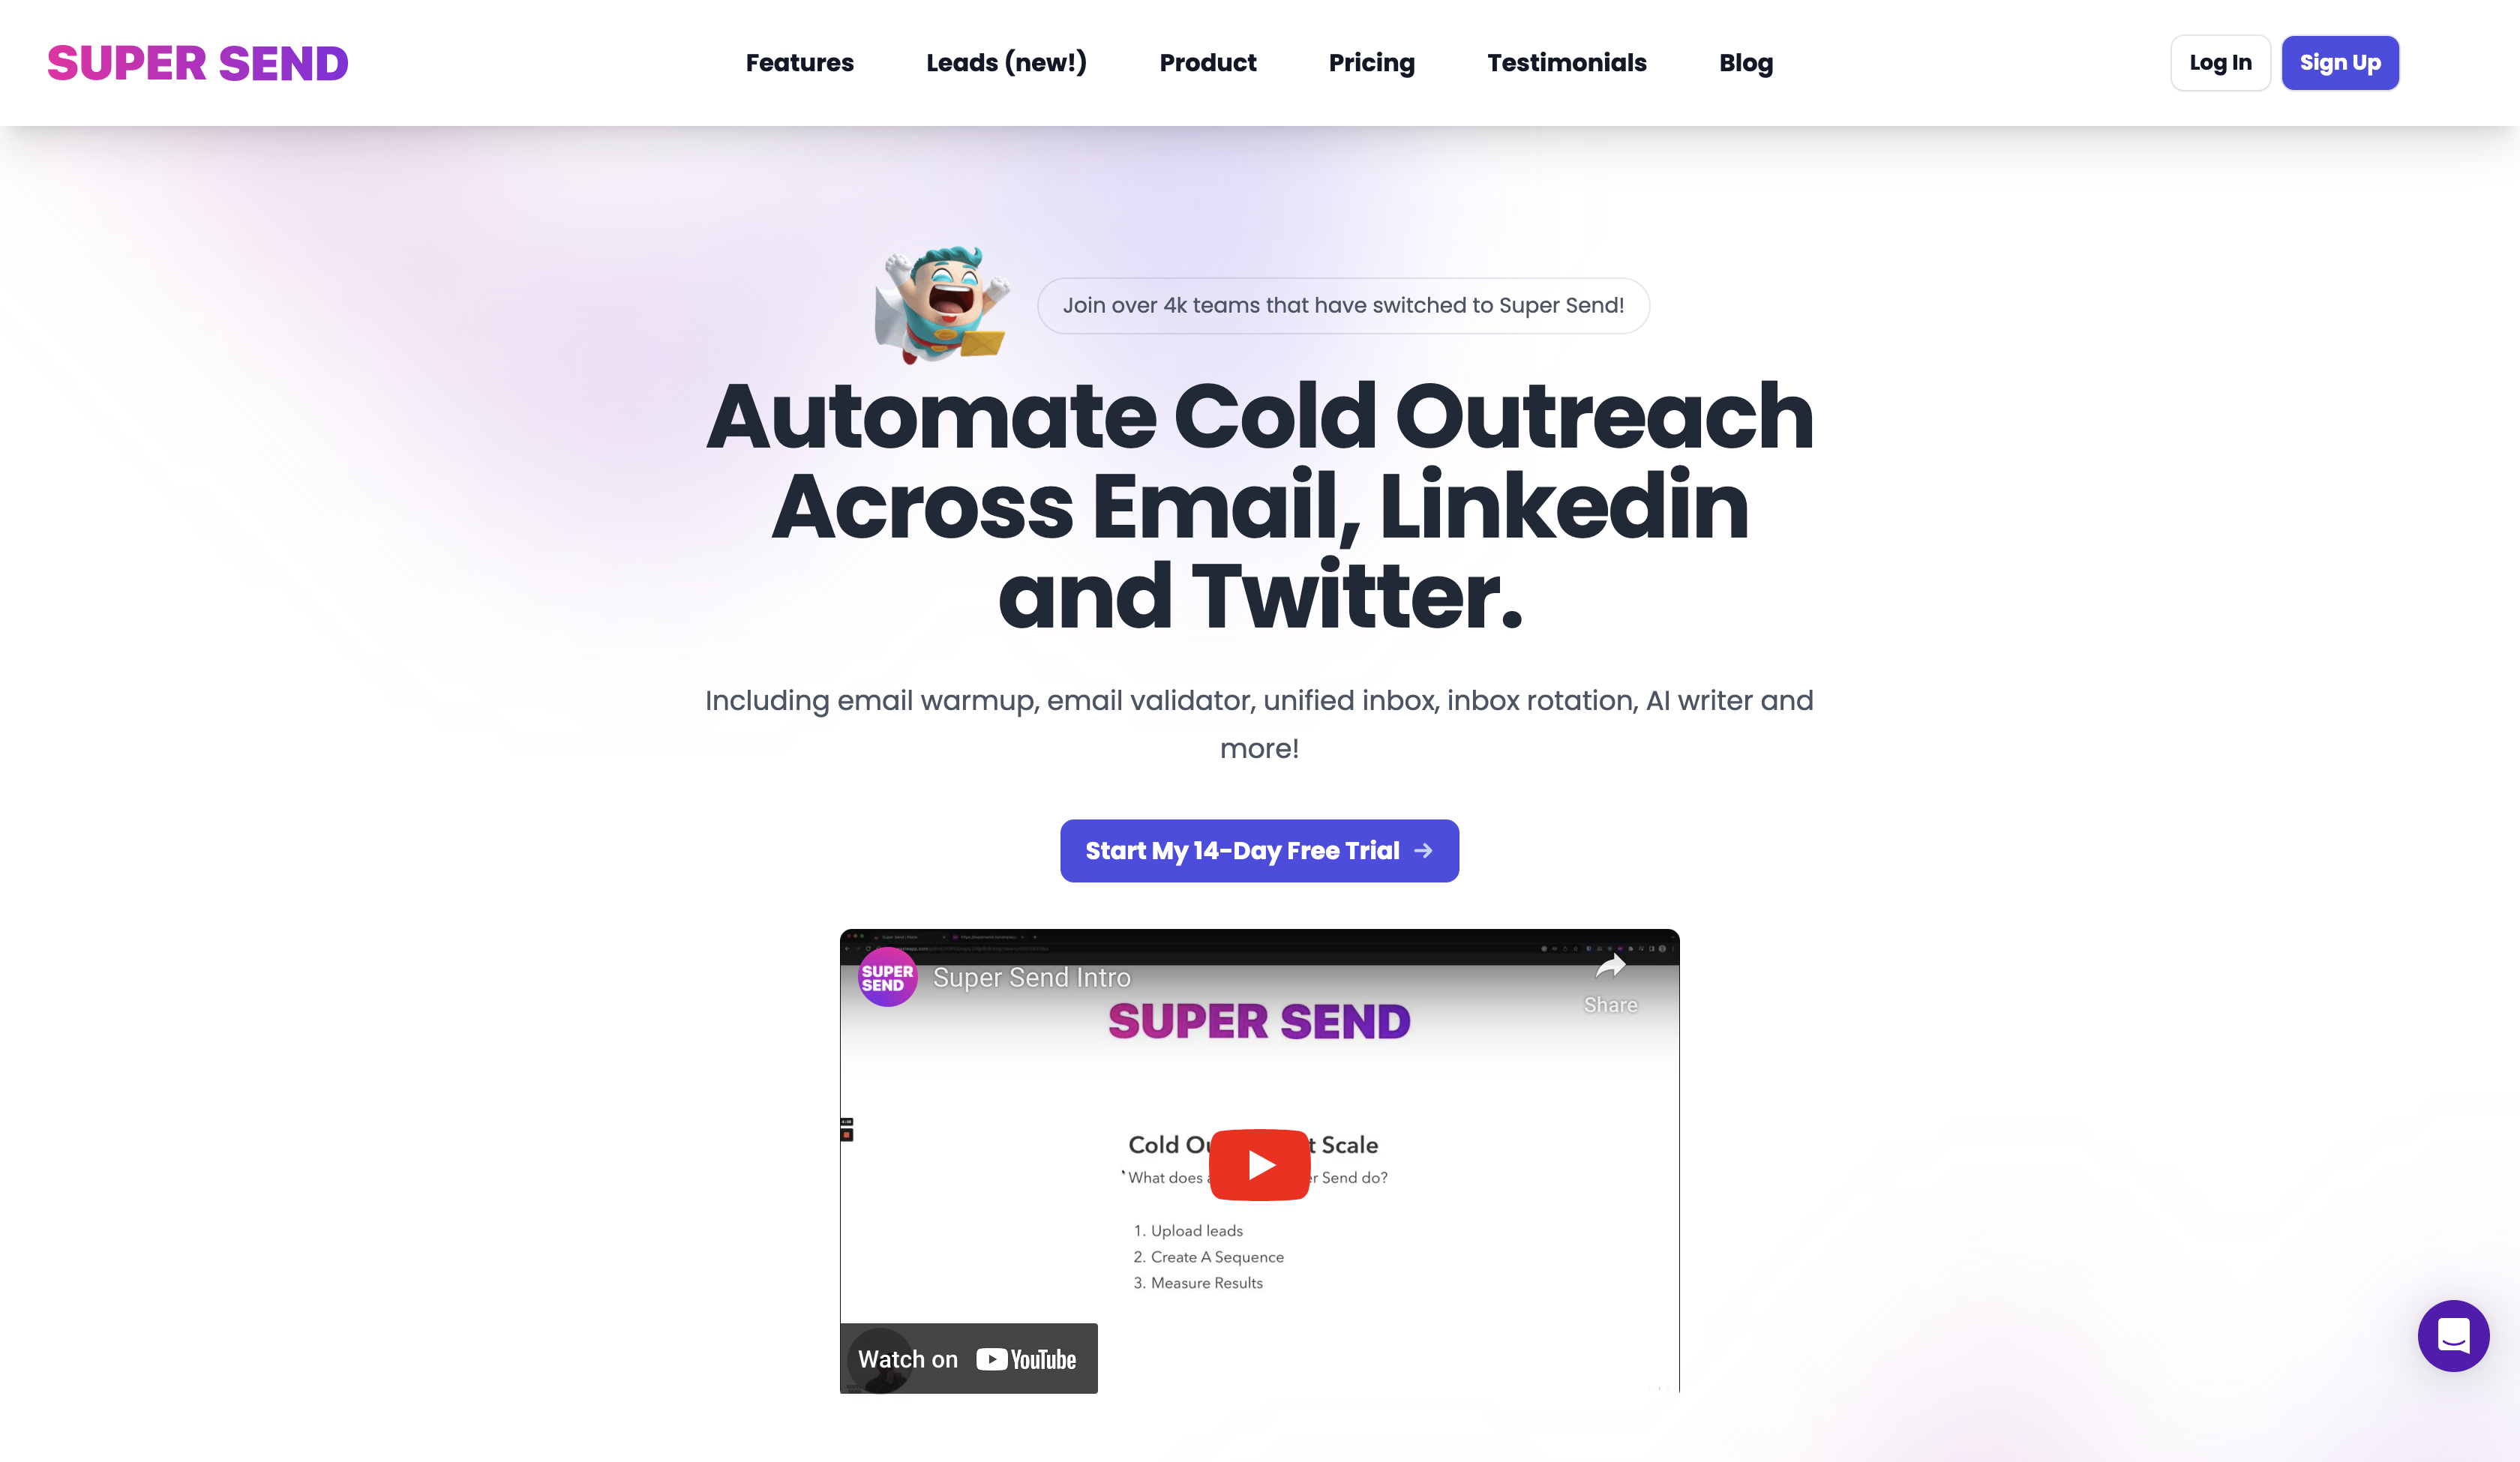 SUPER SEND
Features
Leads (new!)
Product
Pricing
Testimonials
Blog
Log In
Sign Up
Join over 4k teams that have switched to Super Send!
Automate Cold Outreach
Across Email, Linkedin
and Twitter.
Including email warmup, email validator, unified inbox, inbox rotation, AI writer and
more!
Start My 14-Day Free Trial →
SUPER
SEND
Super Send Intro
Share
SUPER SEND
Cold Scale
What does Send do?
1. Upload leads
2. Create A Sequence
3. Measure Results
Watch on YouTube